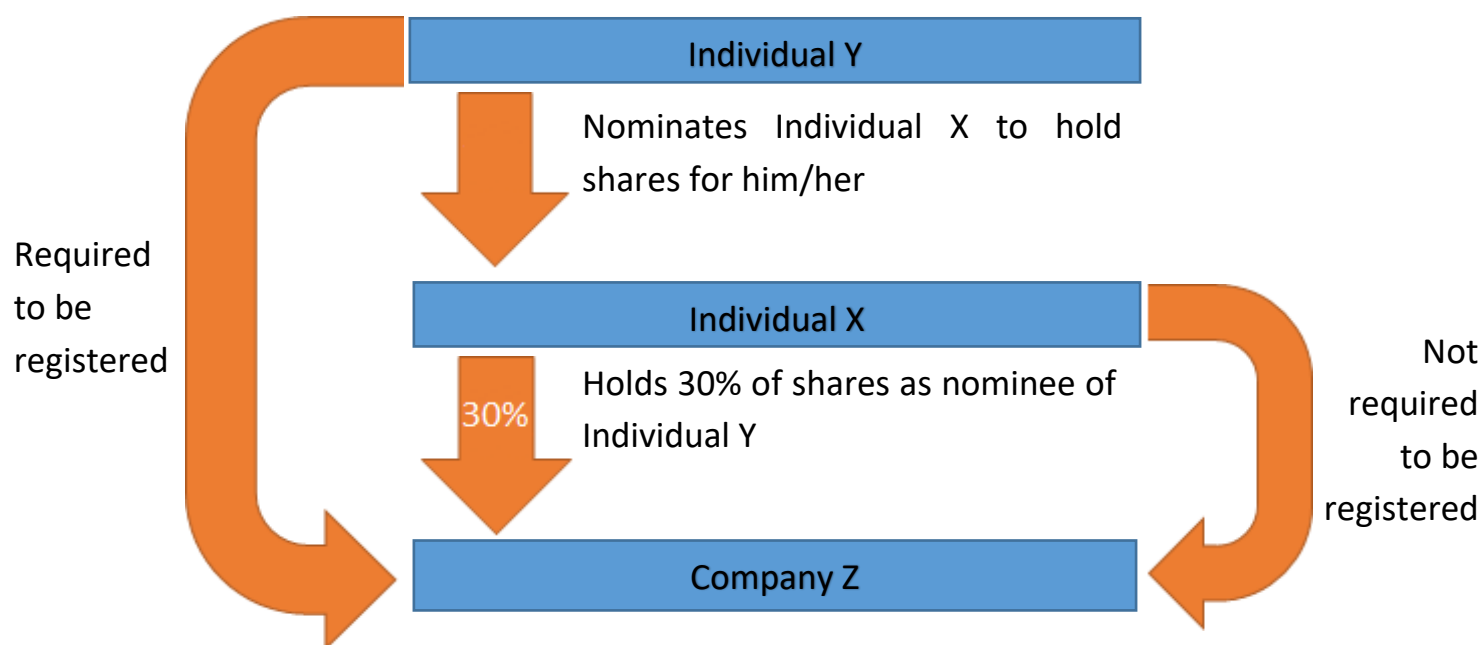 Individual Y
Nominates Individual X to hold
shares for him/her
Required
to be
registered
Individual X
Holds 30% of shares as nominee of
Individual Y
30%
Not
required
to be
registered
Company Z